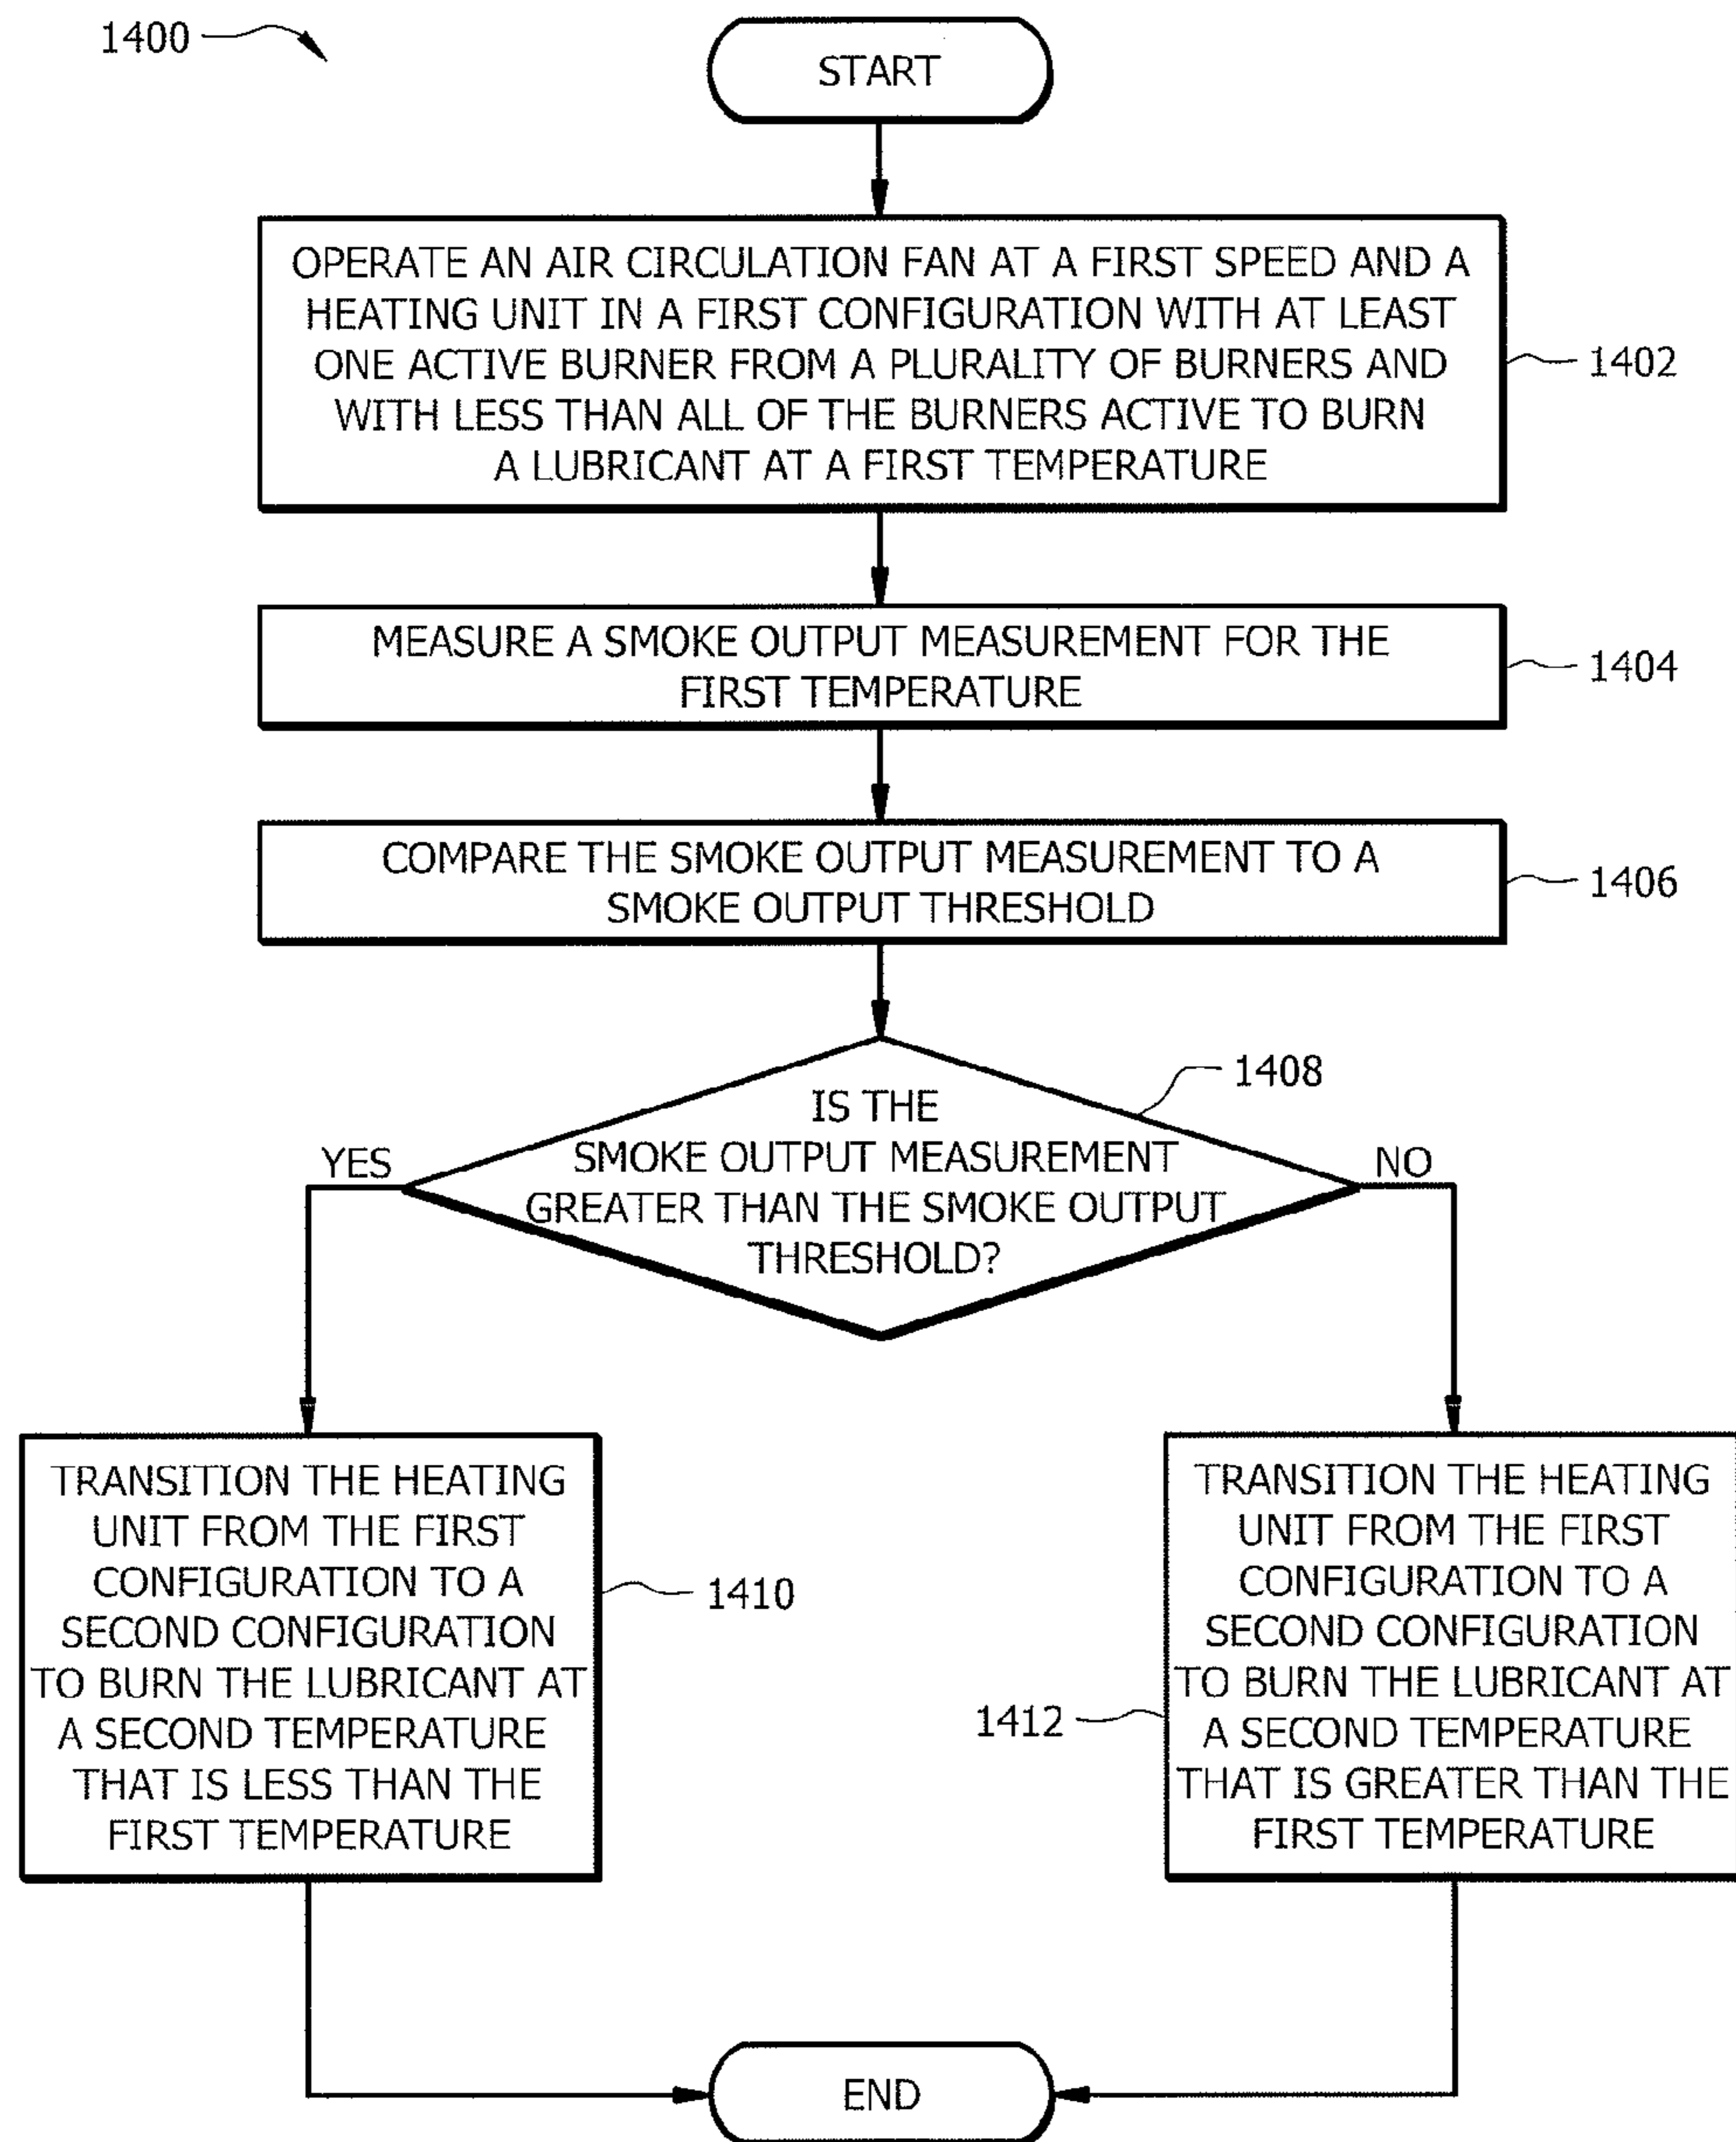 1400
START
OPERATE AN AIR CIRCULATION FAN AT A FIRST SPEED AND A
HEATING UNIT IN A FIRST CONFIGURATION WITH AT LEAST
ONE ACTIVE BURNER FROM A PLURALITY OF BURNERS AND
WITH LESS THAN ALL OF THE BURNERS ACTIVE TO BURN
A LUBRICANT AT A FIRST TEMPERATURE
1402
MEASURE A SMOKE OUTPUT MEASUREMENT FOR THE
FIRST TEMPERATURE
1404
COMPARE THE SMOKE OUTPUT MEASUREMENT TO A
SMOKE OUTPUT THRESHOLD
1406
IS THE
SMOKE OUTPUT MEASUREMENT
GREATER THAN THE SMOKE OUTPUT
THRESHOLD?
1408
YES
NO
TRANSITION THE HEATING
UNIT FROM THE FIRST
CONFIGURATION TO A
SECOND CONFIGURATION
TO BURN THE LUBRICANT AT
A SECOND TEMPERATURE
THAT IS LESS THAN THE
FIRST TEMPERATURE
1410
TRANSITION THE HEATING
UNIT FROM THE FIRST
CONFIGURATION TO A
SECOND CONFIGURATION
TO BURN THE LUBRICANT AT
A SECOND TEMPERATURE
THAT IS GREATER THAN THE
FIRST TEMPERATURE
1412
END